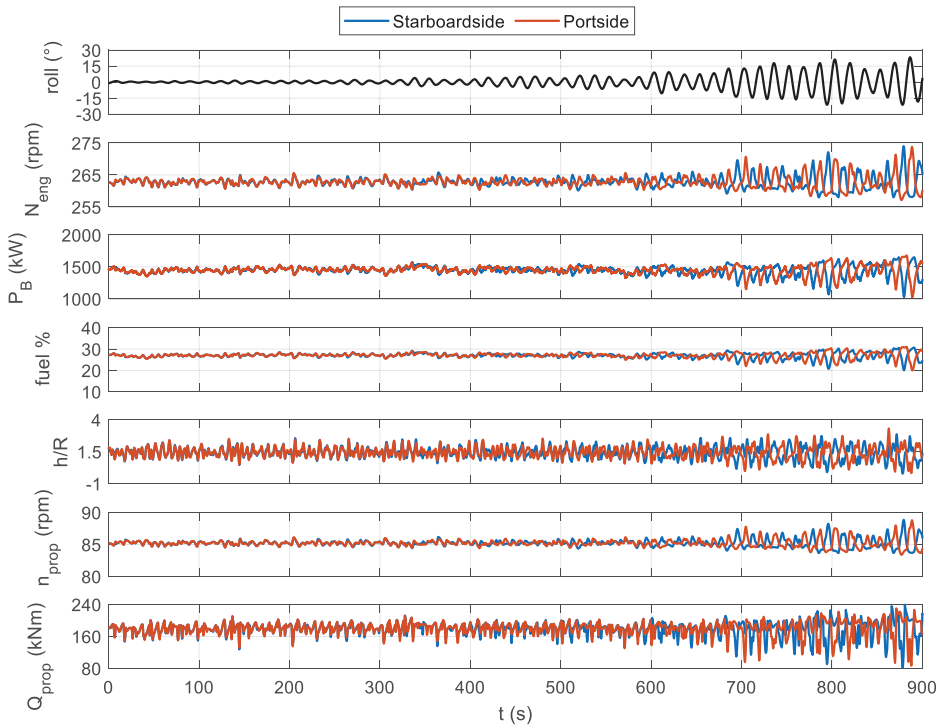 Starboardside Portside
roll (°)
30
15
0
-15
-30
N_eng (rpm)
275
265
255
P_B (kW)
2000
1500
1000
fuel %
40
30
20
10
h/R
4
1.5
-1
n_prop (rpm)
90
85
80
Q_prop (kNm)
240
160
80
0 100 200 300 400 500 600 700 800 900
t (s)